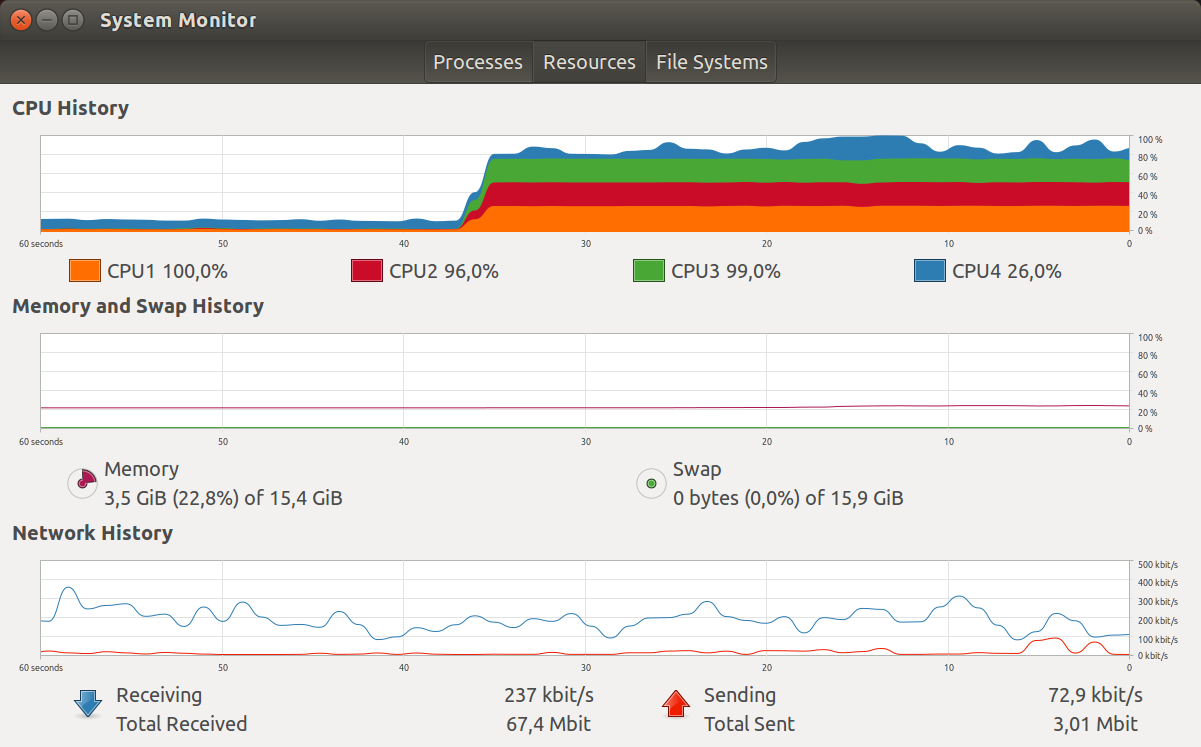 System Monitor
Processes Resources File Systems
CPU History
100 %
80 %
60 %
40 %
20 %
0 %
60 seconds 50 40 30 20 10 0
CPU1 100,0% CPU2 96,0% CPU3 99,0% CPU4 26,0%
Memory and Swap History
100 %
80 %
60 %
40 %
20 %
0 %
60 seconds 50 40 30 20 10 0
Memory Swap
3,5 GiB (22,8%) of 15,4 GiB 0 bytes (0,0%) of 15,9 GiB
Network History
500 kbit/s
400 kbit/s
300 kbit/s
200 kbit/s
100 kbit/s
0 kbit/s
60 seconds 50 40 30 20 10 0
Receiving 237 kbit/s Sending 72,9 kbit/s
Total Received 67,4 Mbit Total Sent 3,01 Mbit